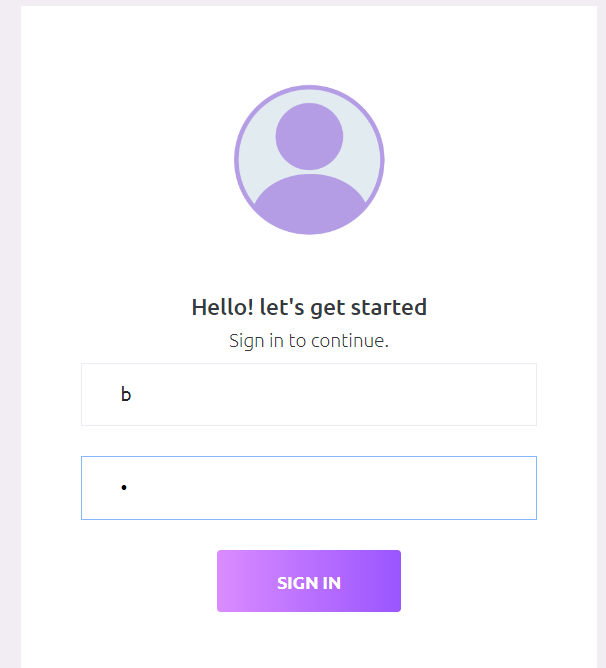 Hello! let's get started
Sign in to continue.
b
•
SIGN IN